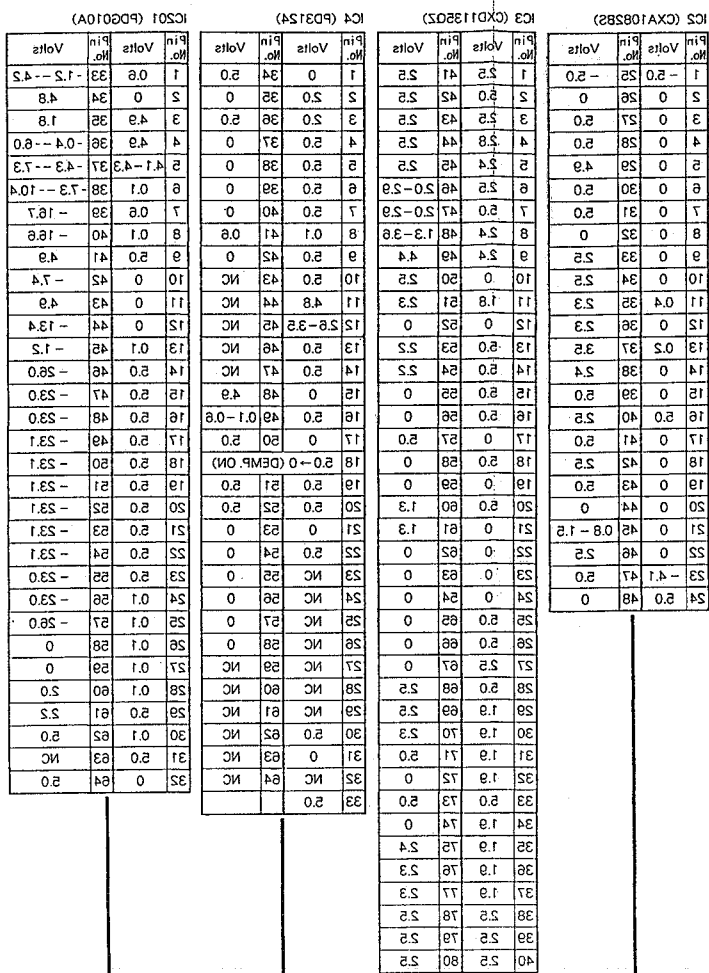 IC 2 (CXA1082BS)
Pin No. Volts Pin No. Volts
1 – 5.0 25 – 5.0
2 0 26 0
3 0 27 5.0
4 0 28 5.0
5 0 29 4.9
6 0 30 5.0
7 0 31 5.0
8 0 32 0
9 0 33 2.5
10 0 34 2.5
11 0.4 35 2.3
12 0 36 2.3
13 0.2 37 3.5
14 0 38 2.4
15 0 39 5.0
16 5.0 40 2.5
17 0 41 5.0
18 0 42 2.5
19 0 43 5.0
20 0 44 0
21 0 45 0.8 – 1.5
22 0 46 2.5
23 – 4.1 47 5.0
24 5.0 48 0
IC 3 (CXD1135QZ)
Pin No. Volts Pin No. Volts
1 2.5 41 2.5
2 5.0 42 2.5
3 2.5 43 2.5
4 2.8 44 2.5
5 2.4 45 2.5
6 2.5 46 2.0–2.9
7 5.0 47 2.0–2.9
8 2.4 48 1.3–3.6
9 2.4 49 4.4
10 0 50 2.5
11 1.8 51 2.3
12 0 52 0
13 5.0 53 2.2
14 5.0 54 2.2
15 5.0 55 0
16 5.0 56 0
17 0 57 5.0
18 5.0 58 0
19 0 59 0
20 5.0 60 1.3
21 0 61 1.3
22 0 62 0
23 0 63 0
24 0 54 0
25 5.0 65 0
26 5.0 66 0
27 2.5 67 0
28 5.0 68 2.5
29 1.9 69 2.5
30 1.9 70 2.3
31 1.9 71 5.0
32 1.9 72 0
33 5.0 73 5.0
34 1.9 74 0
35 1.9 75 2.4
36 1.9 76 2.3
37 1.9 77 2.3
38 2.5 78 2.5
39 2.5 79 2.5
40 2.5 80 2.5
IC 4 (PD3124)
Pin No. Volts Pin No. Volts
1 0 34 5.0
2 2.0 35 0
3 2.0 36 5.0
4 5.0 37 0
5 5.0 38 0
6 5.0 39 0
7 5.0 40 0
8 0.1 41 0.6
9 5.0 42 0
10 5.0 43 NC
11 4.8 44 NC
12 2.6–3.5 45 NC
13 5.0 46 NC
14 5.0 47 NC
15 0 48 4.9
16 5.0 49 0.1–0.6
17 0 50 5.0
18 5.0→0 (DEMP. ON)
19 5.0 51 5.0
20 5.0 52 5.0
21 0 53 0
22 5.0 54 0
23 NC 55 0
24 NC 56 0
25 NC 57 0
26 NC 58 0
27 NC 59 NC
28 NC 60 NC
29 NC 61 NC
30 5.0 62 NC
31 0 63 NC
32 NC 64 NC
33 5.0
IC201 (PDG010A)
Pin No. Volts Pin No. Volts
1 0.6 33 -1.2--4.2
2 0 34 4.8
3 4.9 35 1.8
4 4.9 36 -0.4--6.0
5 4.1–4.3 37 -4.3--7.3
6 0.1 38 -7.3--10.4
7 0.6 39 – 16.7
8 0.1 40 – 16.6
9 5.0 41 4.9
10 0 42 – 7.4
11 0 43 4.9
12 0 44 – 13.4
13 0.1 45 – 1.2
14 5.0 46 – 26.0
15 5.0 47 – 23.0
16 5.0 48 – 23.0
17 5.0 49 – 23.1
18 5.0 50 – 23.1
19 5.0 51 – 23.1
20 5.0 52 – 23.1
21 5.0 53 – 23.1
22 5.0 54 – 23.1
23 5.0 55 – 23.0
24 0.1 56 – 23.0
25 0.1 57 – 26.0
26 0.1 58 0
27 0.1 59 0
28 0.1 60 2.0
29 5.0 61 2.2
30 0.1 62 5.0
31 5.0 63 NC
32 0 64 5.0